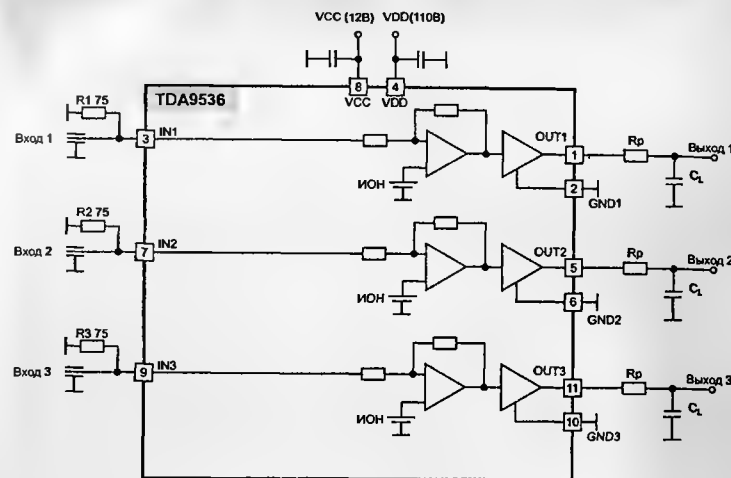 VCC (12В) VDD(110В)
8 4
VCC VDD
TDA9536
R1 75
Вход 1
3 IN1
ИОН
OUT1
1
2
GND1
Rp
Выход 1
CL
R2 75
Вход 2
7 IN2
ИОН
OUT2
5
6
GND2
Rp
Выход 2
CL
R3 75
Вход 3
9 IN3
ИОН
OUT3
11
10
GND3
Rp
Выход 3
CL